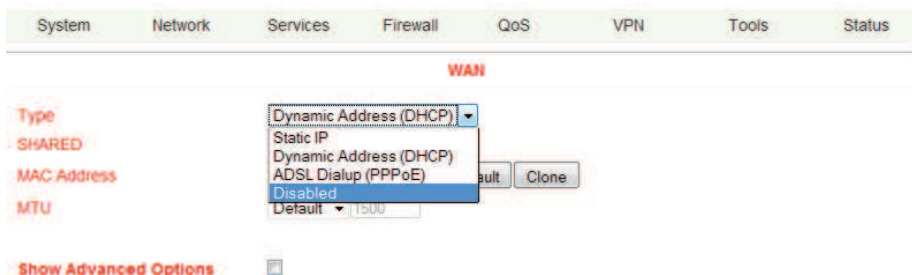 System Network Services Firewall QoS VPN Tools Status
WAN
Type Dynamic Address (DHCP)
SHARED
Static IP
Dynamic Address (DHCP)
MAC Address
ADSL Dialup (PPPoE)
Clone
Disabled
MTU Default 1500
Show Advanced Options